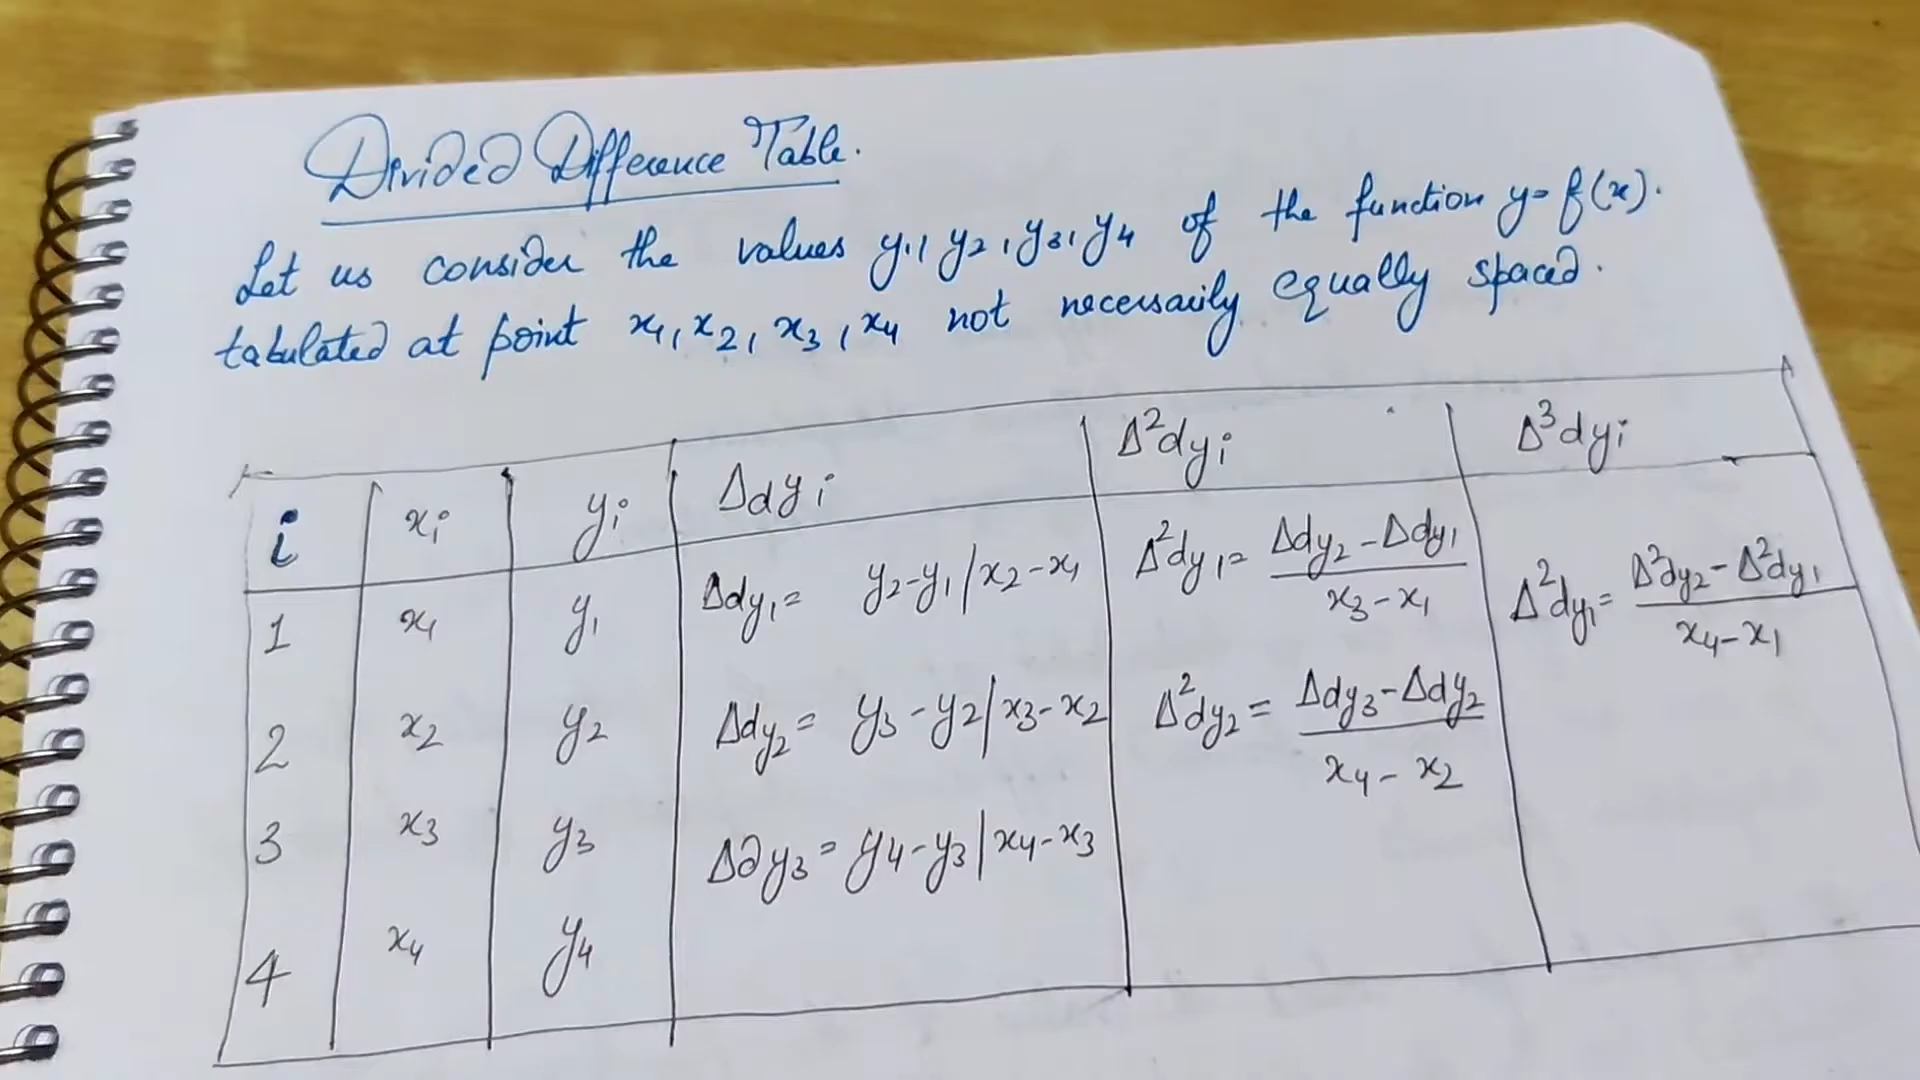 Divided Difference Table.
Let us consider the values y1, y2, y3, y4 of the function y=f(x).
tabulated at point x1, x2, x3, x4 not necessarily equally spaced.
i xi yi Δdyi Δ²dyi Δ³dyi
1 x1 y1 Δdy1= y2-y1/x2-x1 Δ²dy1= Δdy2-Δdy1/x3-x1 Δ²dy1= Δ²dy2-Δ²dy1/x4-x1
2 x2 y2 Δdy2= y3-y2/x3-x2 Δ²dy2= Δdy3-Δdy2/x4-x2
3 x3 y3 Δdy3= y4-y3/x4-x3
4 x4 y4